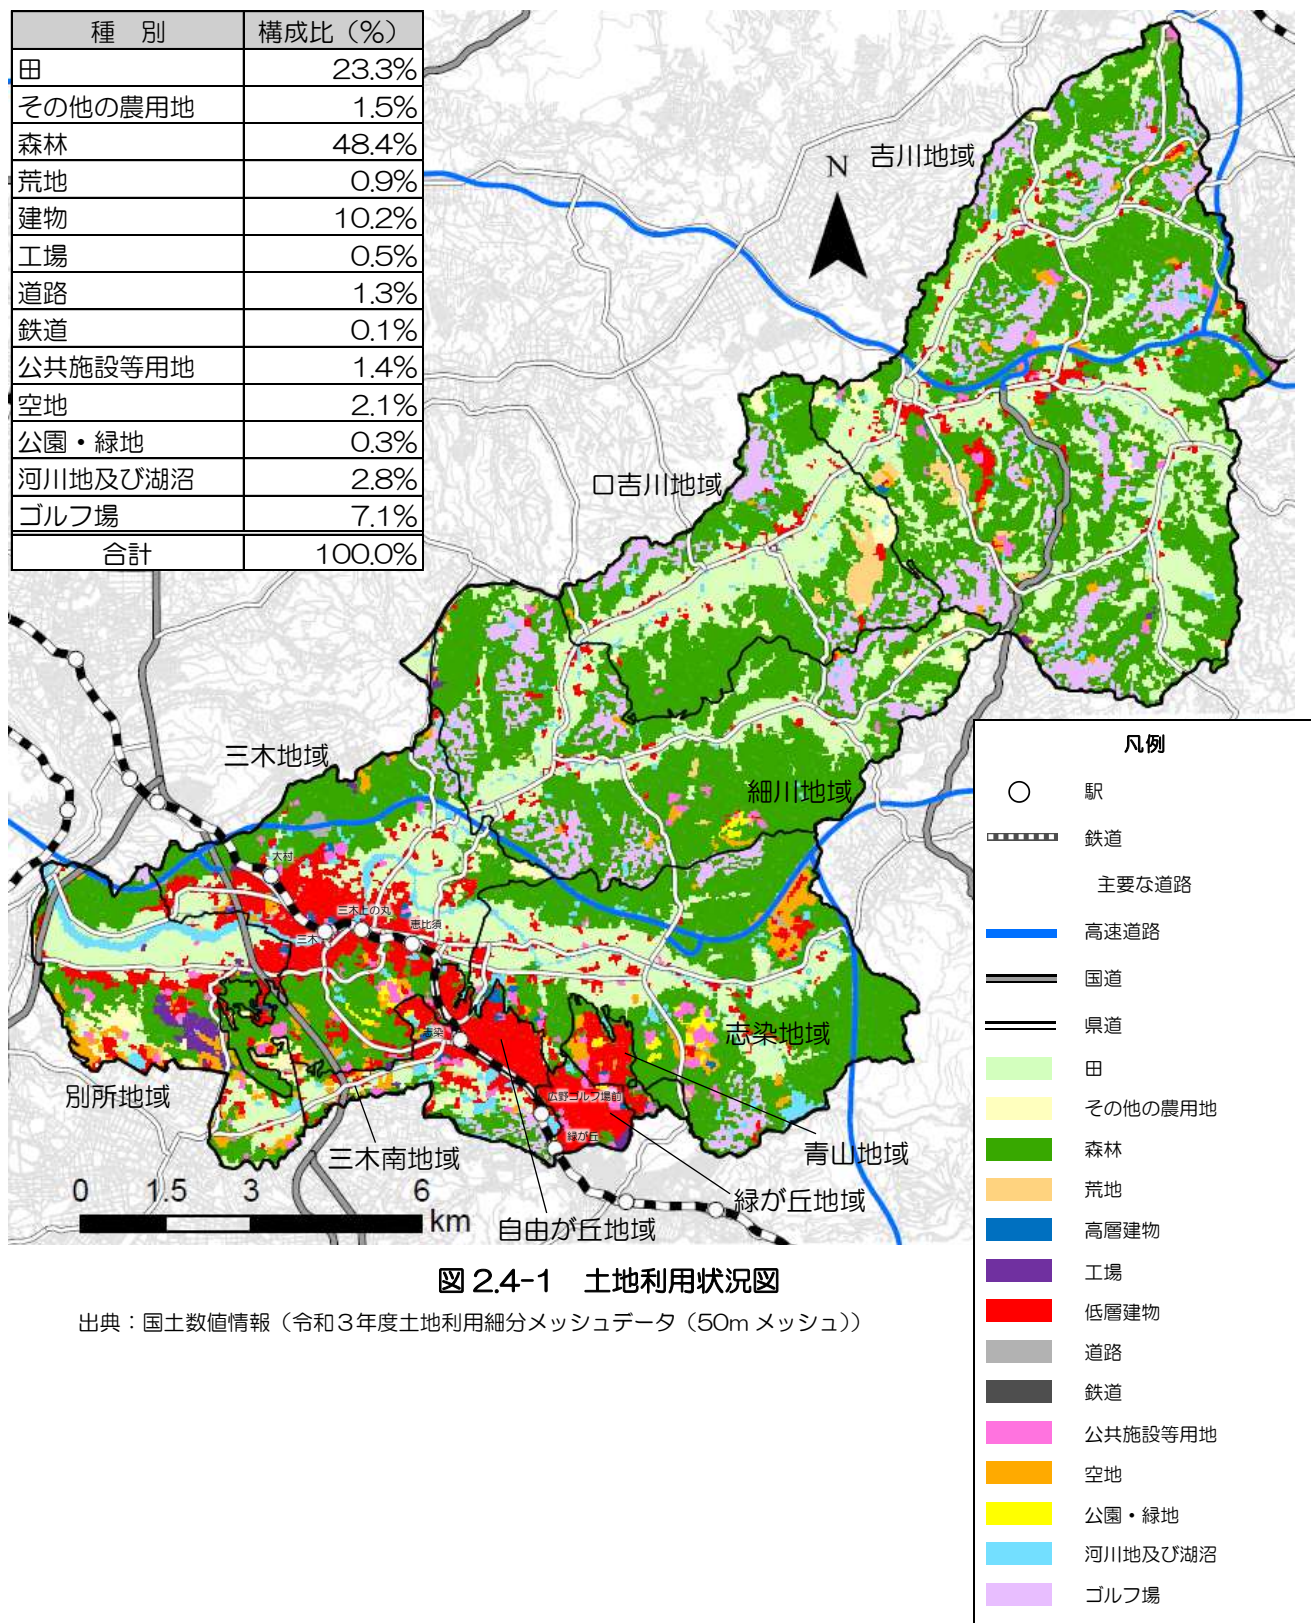 種　別 構成比（％）
田 23.3%
その他の農用地 1.5%
森林 48.4%
荒地 0.9%
建物 10.2%
工場 0.5%
道路 1.3%
鉄道 0.1%
公共施設等用地 1.4%
空地 2.1%
公園・緑地 0.3%
河川地及び湖沼 2.8%
ゴルフ場 7.1%
合計 100.0%
N
吉川地域
口吉川地域
三木地域
細川地域
大村
三木上の丸
三木
恵比須
志染
志染地域
広野ゴルフ場前
緑が丘
別所地域
三木南地域
青山地域
緑が丘地域
自由が丘地域
0 1.5 3 6
km
凡例
駅
鉄道
主要な道路
高速道路
国道
県道
田
その他の農用地
森林
荒地
高層建物
工場
低層建物
道路
鉄道
公共施設等用地
空地
公園・緑地
河川地及び湖沼
ゴルフ場
図 2.4-1　土地利用状況図
出典：国土数値情報（令和３年度土地利用細分メッシュデータ（50m メッシュ））